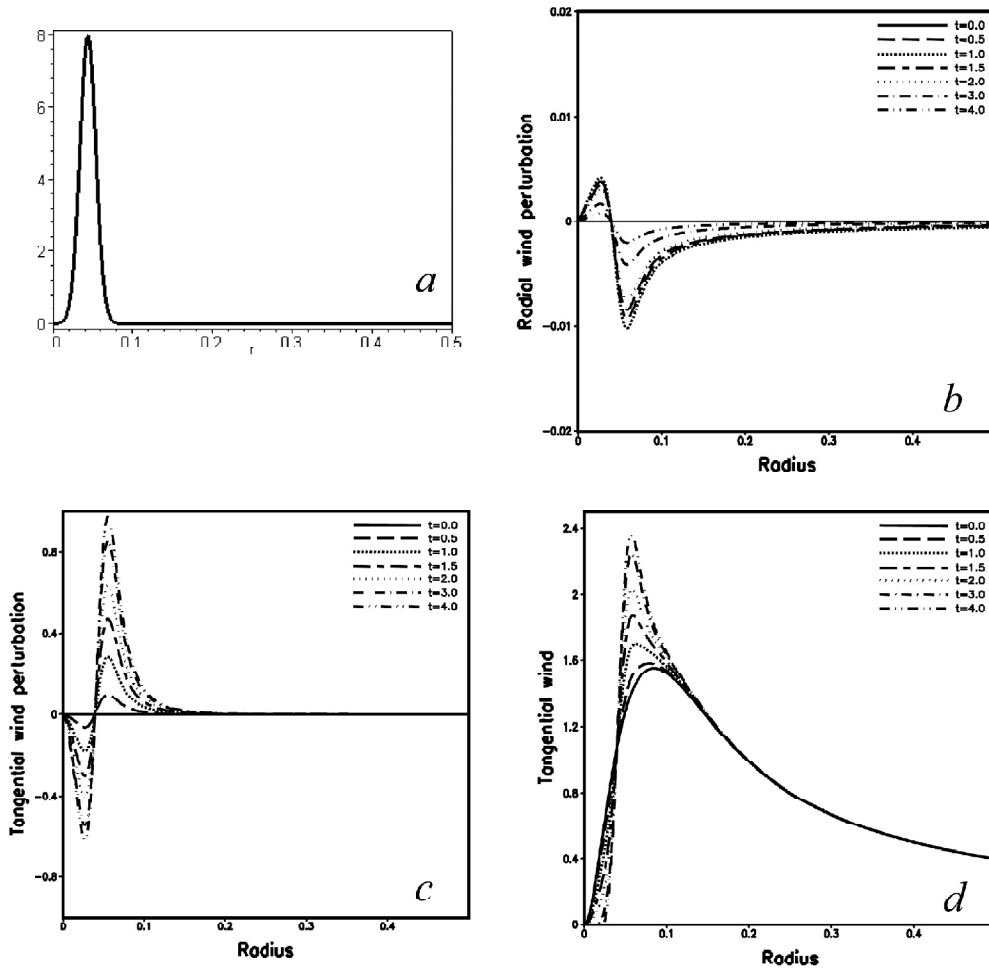 8
6
4
2
0
0
0.1
0.2
0.3
0.4
0.5
r
a
0.02
0.01
0
-0.01
-0.02
Radial wind perturbation
t=0.0
t=0.5
t=1.0
t=1.5
t-2.0
t=3.0
t=4.0
0
0.1
0.2
0.3
0.4
Radius
b
0.8
0.4
0
-0.4
-0.8
Tangential wind perturbation
t=0.0
t=0.5
t=1.0
t=1.5
t=2.0
t=3.0
t=4.0
0
0.1
0.2
0.3
0.4
Radius
c
2.4
2
1.6
1.2
0.8
0.4
0
Tangential wind
t=0.0
t=0.5
t=1.0
t=1.5
t=2.0
t=3.0
t=4.0
0
0.1
0.2
0.3
0.4
Radius
d